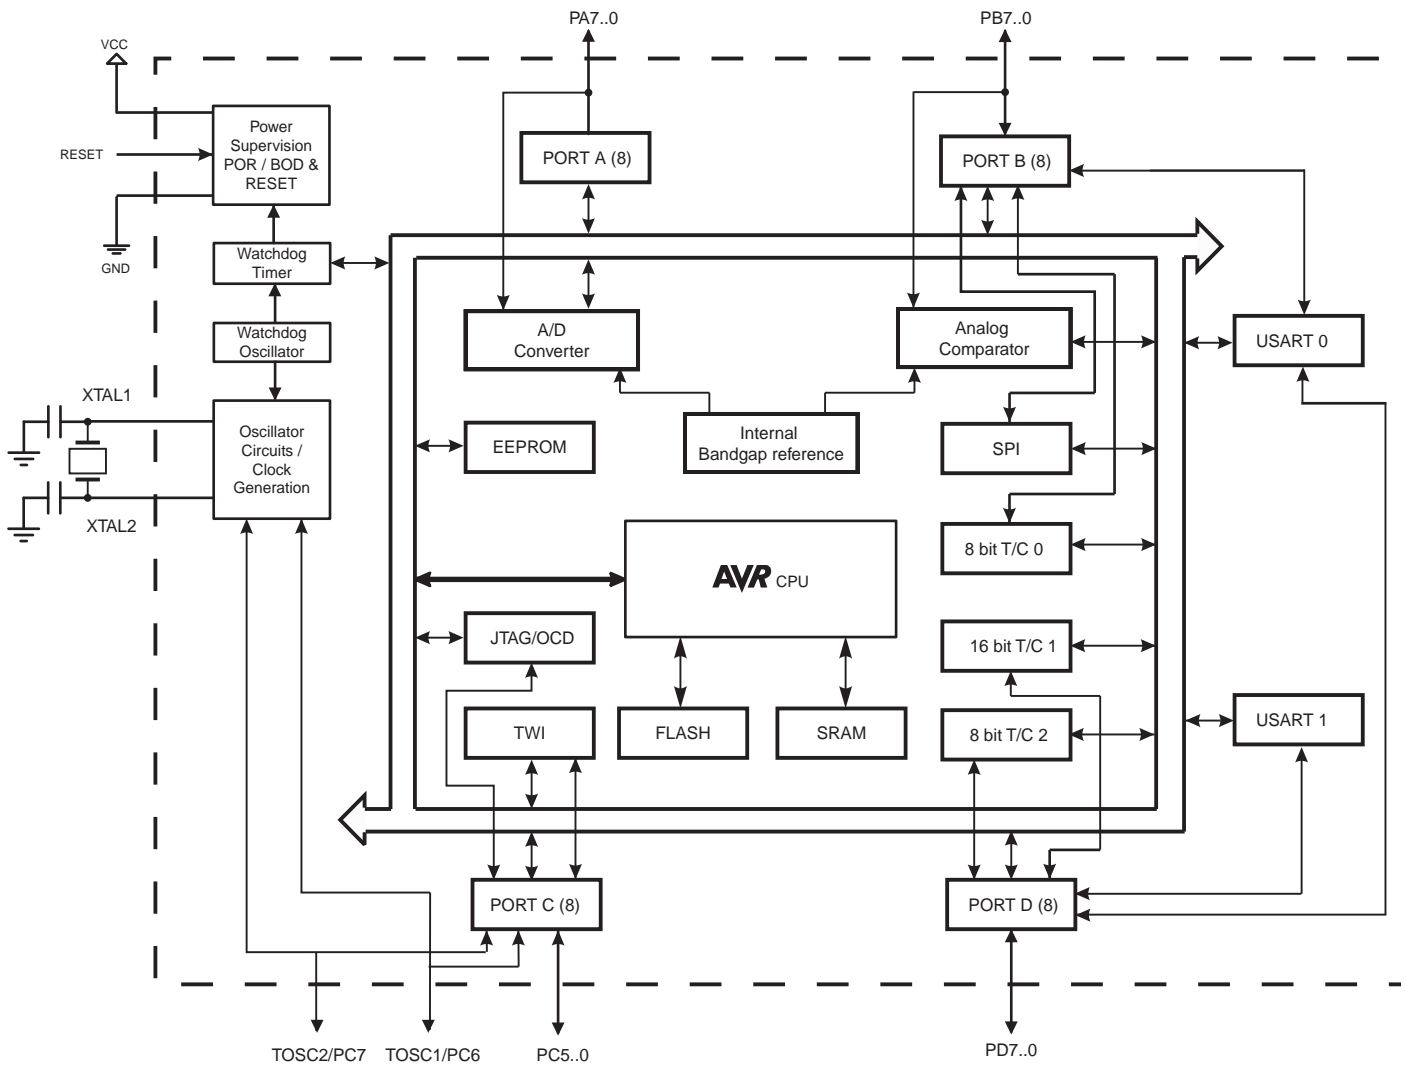 PA7..0
PB7..0
VCC
Power
Supervision
POR / BOD &
RESET
RESET
GND
PORT A (8)
PORT B (8)
Watchdog
Timer
Watchdog
Oscillator
A/D
Converter
Analog
Comparator
USART 0
XTAL1
XTAL2
Oscillator
Circuits /
Clock
Generation
EEPROM
Internal
Bandgap reference
SPI
8 bit T/C 0
AVR CPU
JTAG/OCD
16 bit T/C 1
TWI
FLASH
SRAM
8 bit T/C 2
USART 1
PORT C (8)
PORT D (8)
TOSC2/PC7
TOSC1/PC6
PC5..0
PD7..0